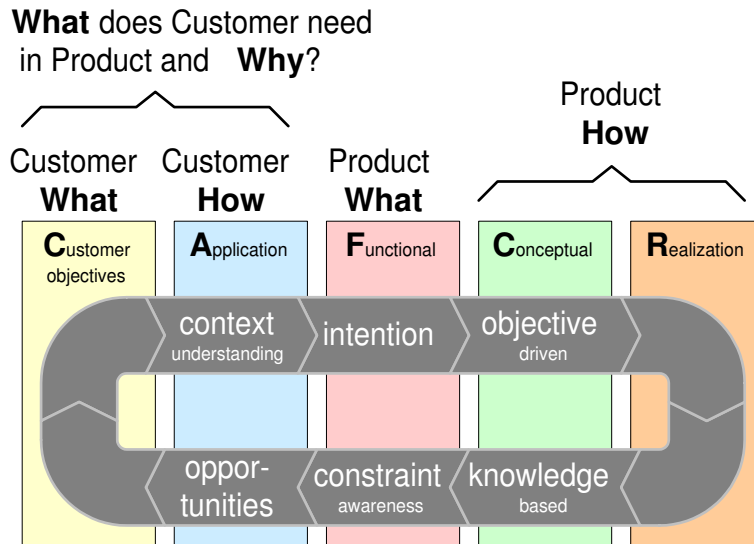 What does Customer need
in Product and Why?
Product
How
Customer
What
Customer
How
Product
What
Customer
objectives
Application
Functional
Conceptual
Realization
context
understanding
intention
objective
driven
oppor-
tunities
constraint
awareness
knowledge
based